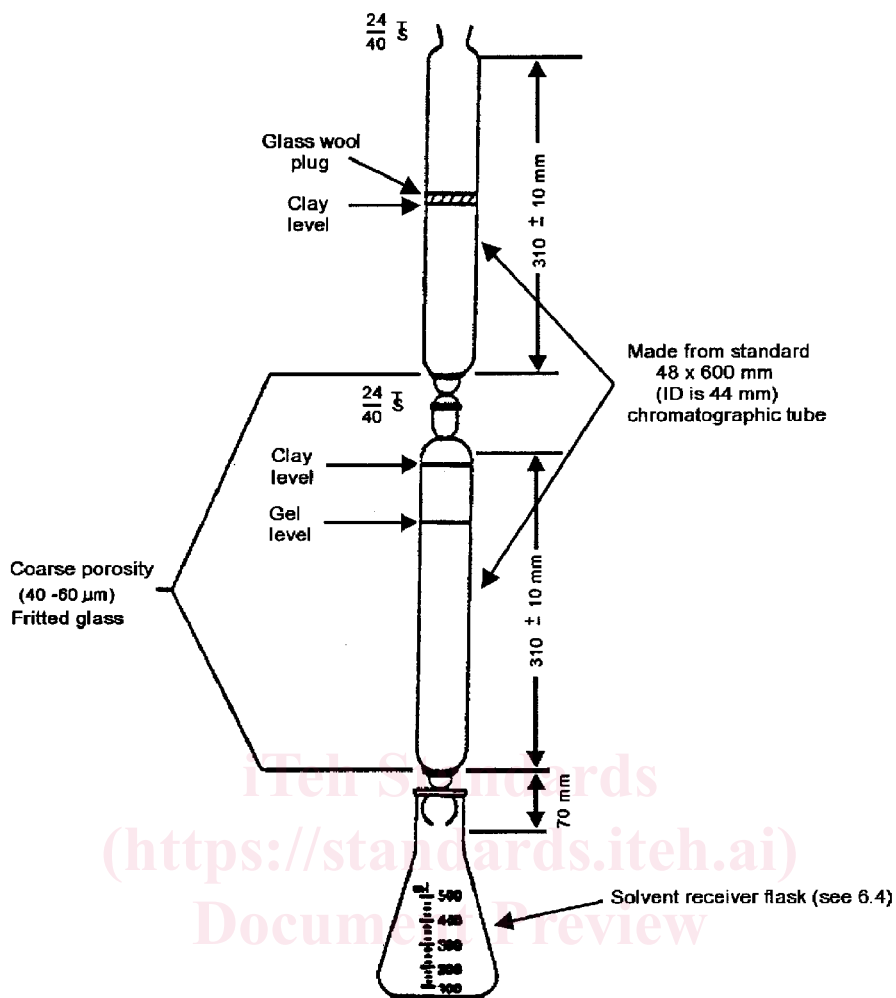 24
40 T̄S
Glass wool
plug
Clay
level
310 ± 10 mm
Made from standard
48 x 600 mm
(ID is 44 mm)
chromatographic tube
24
40 T̄S
Clay
level
Gel
level
Coarse porosity
(40 -60 µm)
Fritted glass
310 ± 10 mm
70 mm
iTeh Standards
(https://standards.iteh.ai)
Document Preview
500
400
300
200
100
Solvent receiver flask (see 6.4)